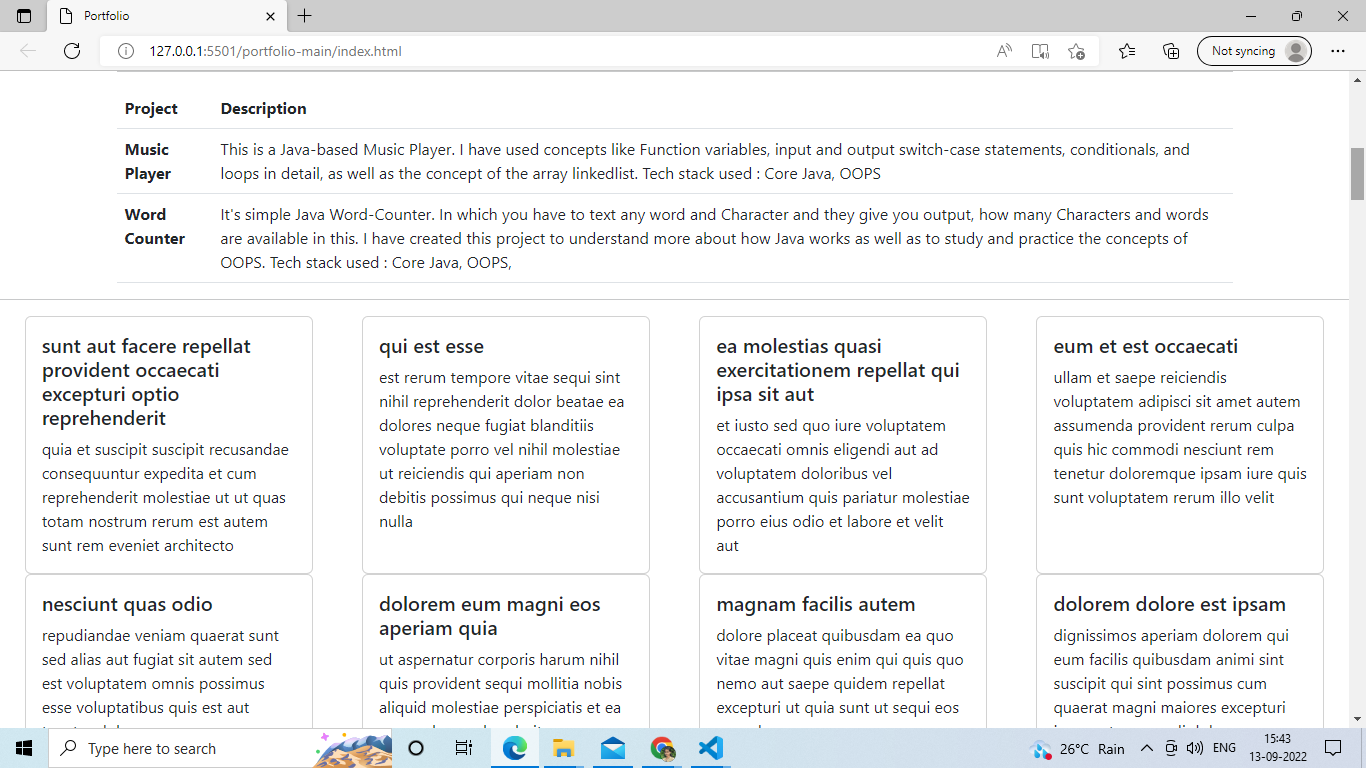 Portfolio
127.0.0.1:5501/portfolio-main/index.html
Not syncing
Project Description
Music Player
This is a Java-based Music Player. I have used concepts like Function variables, input and output switch-case statements, conditionals, and
loops in detail, as well as the concept of the array linkedlist. Tech stack used : Core Java, OOPS
Word Counter
It's simple Java Word-Counter. In which you have to text any word and Character and they give you output, how many Characters and words
are available in this. I have created this project to understand more about how Java works as well as to study and practice the concepts of
OOPS. Tech stack used : Core Java, OOPS,
sunt aut facere repellat
provident occaecati
excepturi optio
reprehenderit
quia et suscipit suscipit recusandae
consequuntur expedita et cum
reprehenderit molestiae ut ut quas
totam nostrum rerum est autem
sunt rem eveniet architecto
qui est esse
est rerum tempore vitae sequi sint
nihil reprehenderit dolor beatae ea
dolores neque fugiat blanditiis
voluptate porro vel nihil molestiae
ut reiciendis qui aperiam non
debitis possimus qui neque nisi
nulla
ea molestias quasi
exercitationem repellat qui
ipsa sit aut
et iusto sed quo iure voluptatem
occaecati omnis eligendi aut ad
voluptatem doloribus vel
accusantium quis pariatur molestiae
porro eius odio et labore et velit
aut
eum et est occaecati
ullam et saepe reiciendis
voluptatem adipisci sit amet autem
assumenda provident rerum culpa
quis hic commodi nesciunt rem
tenetur doloremque ipsam iure quis
sunt voluptatem rerum illo velit
nesciunt quas odio
repudiandae veniam quaerat sunt
sed alias aut fugiat sit autem sed
est voluptatem omnis possimus
esse voluptatibus quis est aut
dolorem eum magni eos
aperiam quia
ut aspernatur corporis harum nihil
quis provident sequi mollitia nobis
aliquid molestiae perspiciatis et ea
magnam facilis autem
dolore placeat quibusdam ea quo
vitae magni quis enim qui quis quo
nemo aut saepe quidem repellat
excepturi ut quia sunt ut sequi eos
dolorem dolore est ipsam
dignissimos aperiam dolorem qui
eum facilis quibusdam animi sint
suscipit qui sint possimus cum
quaerat magni maiores excepturi
Type here to search
26°C Rain
ENG
15:43
13-09-2022